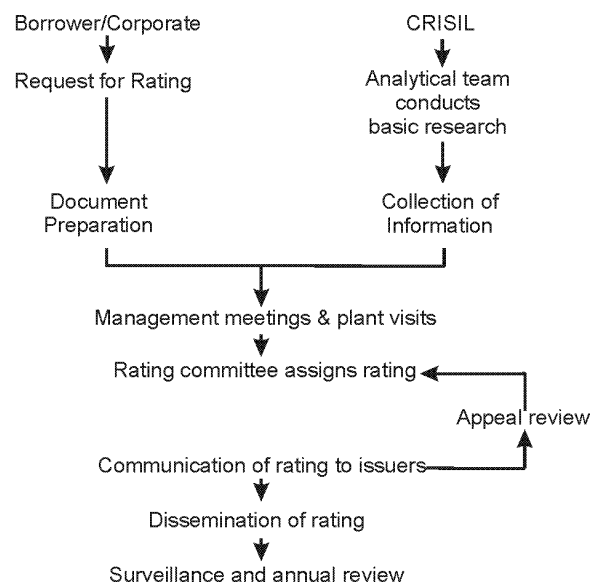 Borrower/Corporate
CRISIL
Request for Rating
Analytical team
conducts
basic research
Document
Preparation
Collection of
Information
Management meetings & plant visits
Rating committee assigns rating
Appeal review
Communication of rating to issuers
Dissemination of rating
Surveillance and annual review